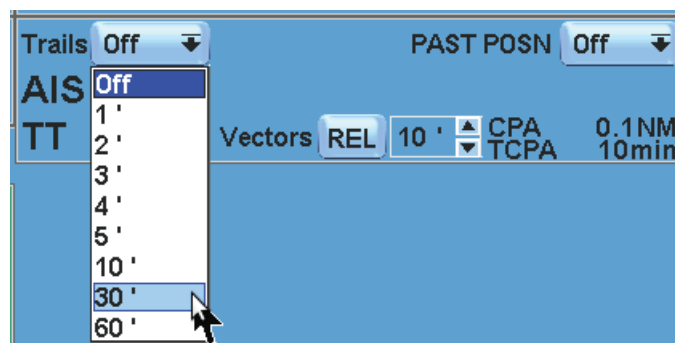 Trails Off PAST POSN Off
AIS Off
1 '
TT 2 ' Vectors REL 10 ' CPA 0.1NM
TCPA 10min
3 '
4 '
5 '
10 '
30 '
60 '